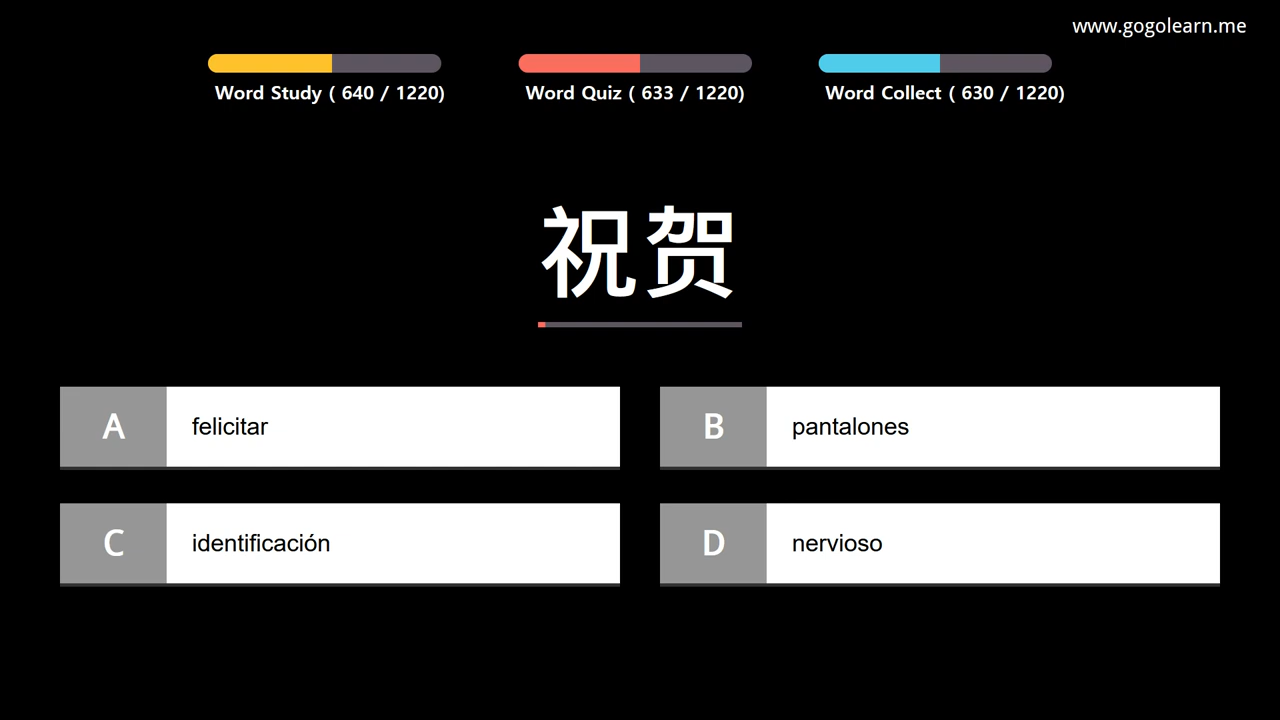 www.gogolearn.me
Word Study ( 640 / 1220)
Word Quiz ( 633 / 1220)
Word Collect ( 630 / 1220)
祝贺
A felicitar
B pantalones
C identificación
D nervioso